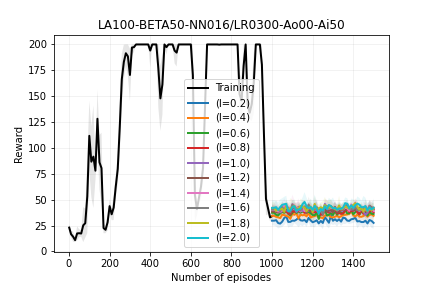 LA100-BETA50-NN016/LR0300-Ao00-Ai50
200
175
150
125
100
75
50
25
0
Reward
Training
(l=0.2)
(l=0.4)
(l=0.6)
(l=0.8)
(l=1.0)
(l=1.2)
(l=1.4)
(l=1.6)
(l=1.8)
(l=2.0)
0 200 400 600 800 1000 1200 1400
Number of episodes